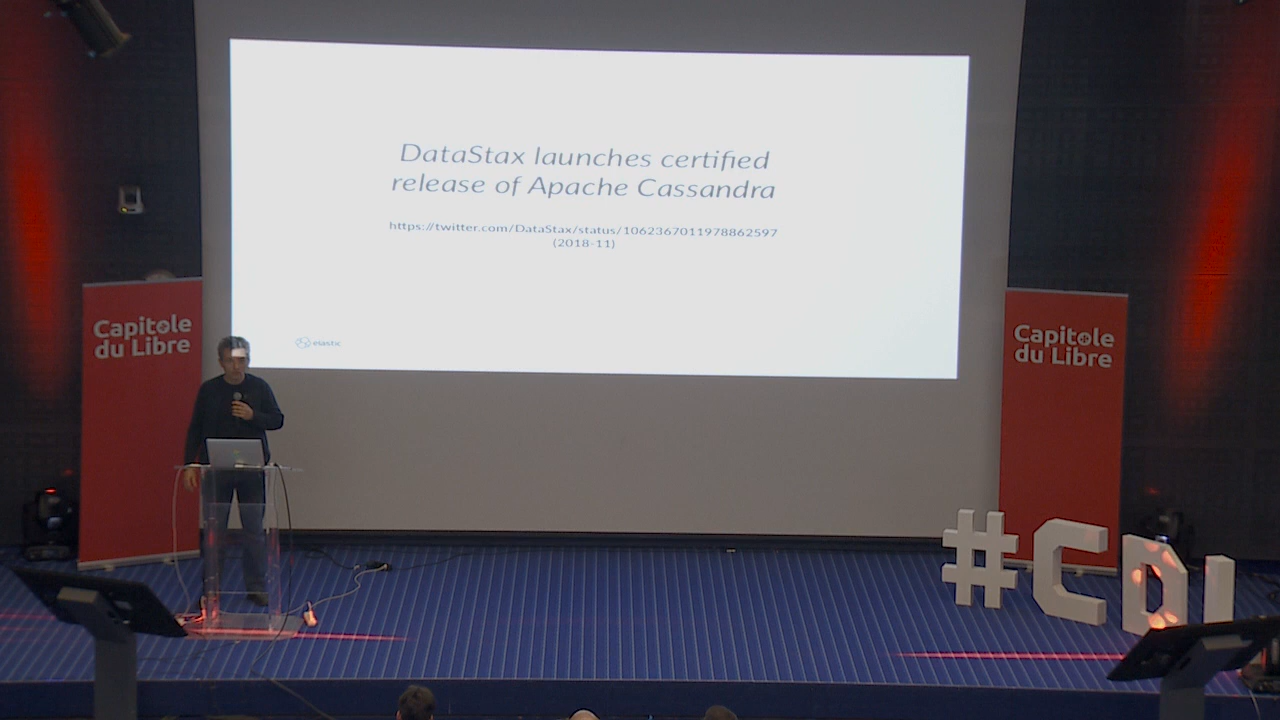 DataStax launches certified
release of Apache Cassandra
https://twitter.com/DataStax/status/1062367011978862597
(2018-11)
elastic
Capitole
du Libre
Capitole
du Libre
#CDL